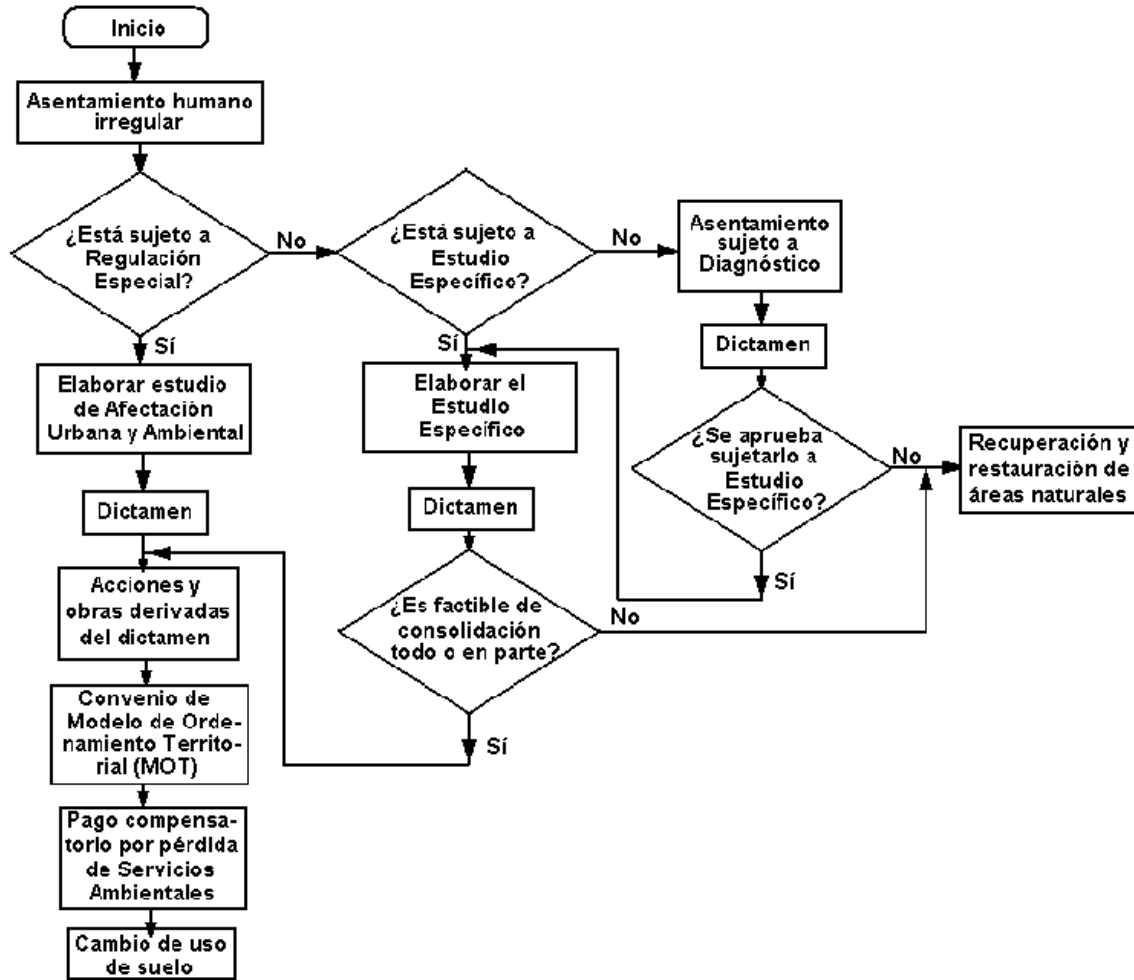 Inicio
Asentamiento humano
irregular
¿Está sujeto a
Regulación
Especial?
No
¿Está sujeto a
Estudio
Específico?
No
Asentamiento
sujeto a
Diagnóstico
Sí
Elaborar estudio
de Afectación
Urbana y Ambiental
Sí
Elaborar el
Estudio
Específico
Dictamen
¿Se aprueba
sujetarlo a
Estudio
Específico?
No
Recuperación y
restauración de
áreas naturales
Sí
Dictamen
Dictamen
¿Es factible de
consolidación
todo o en parte?
No
Sí
Acciones y
obras derivadas
del dictamen
Convenio de
Modelo de Orde-
namiento Territo-
rial (MOT)
Pago compensa-
torio por pérdida
de Servicios
Ambientales
Cambio de uso
de suelo